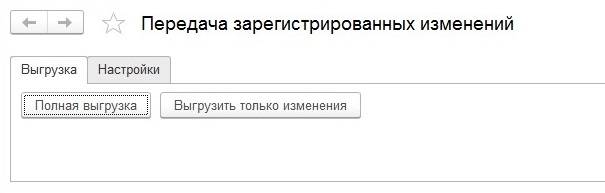 Передача зарегистрированных изменений
Выгрузка Настройки
Полная выгрузка Выгрузить только изменения